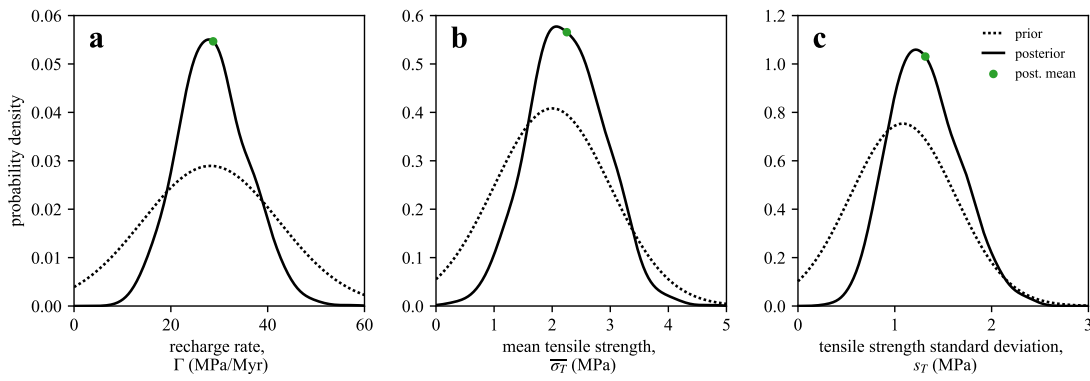 a
b
c
prior
posterior
post. mean
probability density
0.06
0.05
0.04
0.03
0.02
0.01
0.00
0
20
40
60
recharge rate,
Γ (MPa/Myr)
0.6
0.5
0.4
0.3
0.2
0.1
0.0
0
1
2
3
4
5
mean tensile strength,
σ̅T̅ (MPa)
1.2
1.0
0.8
0.6
0.4
0.2
0.0
0
1
2
3
tensile strength standard deviation,
sT (MPa)